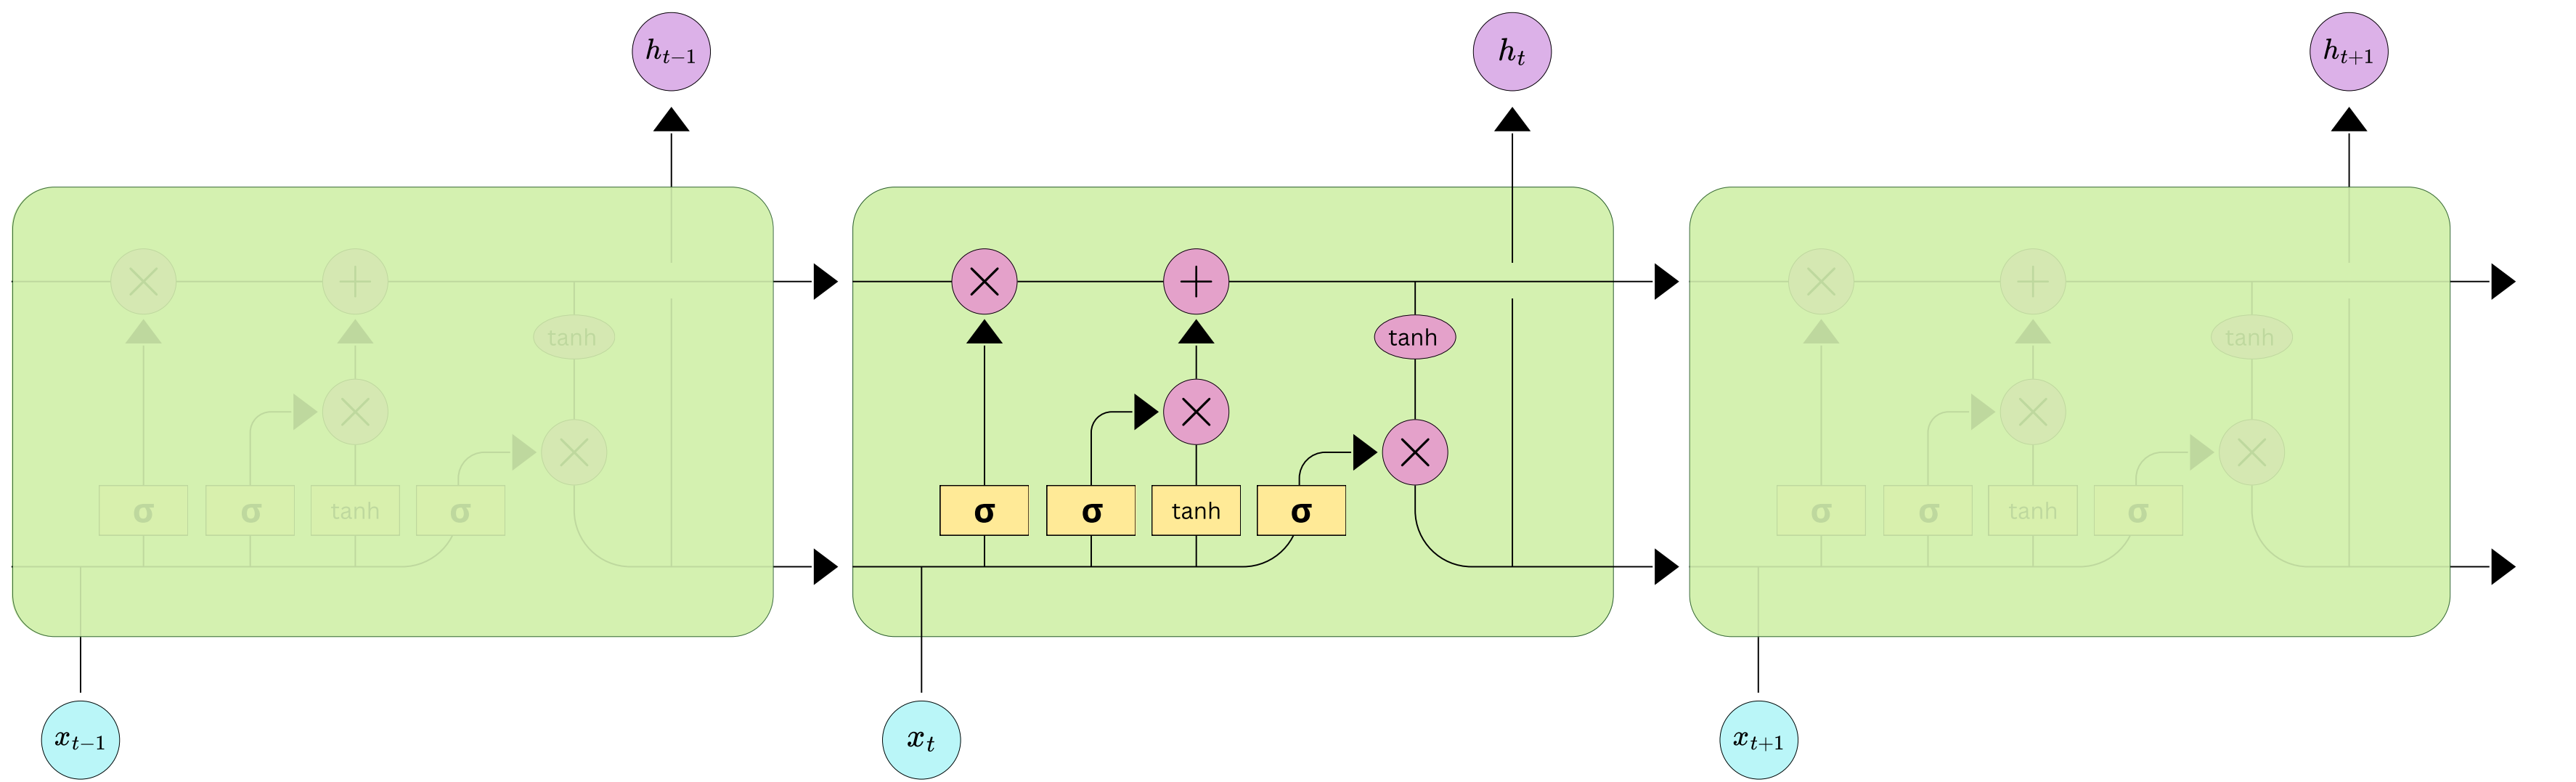 h_{t-1} h_t h_{t+1}
× + × + × +
tanh tanh tanh
× × ×
× × ×
σ σ tanh σ σ σ tanh σ σ σ tanh σ
x_{t-1} x_t x_{t+1}